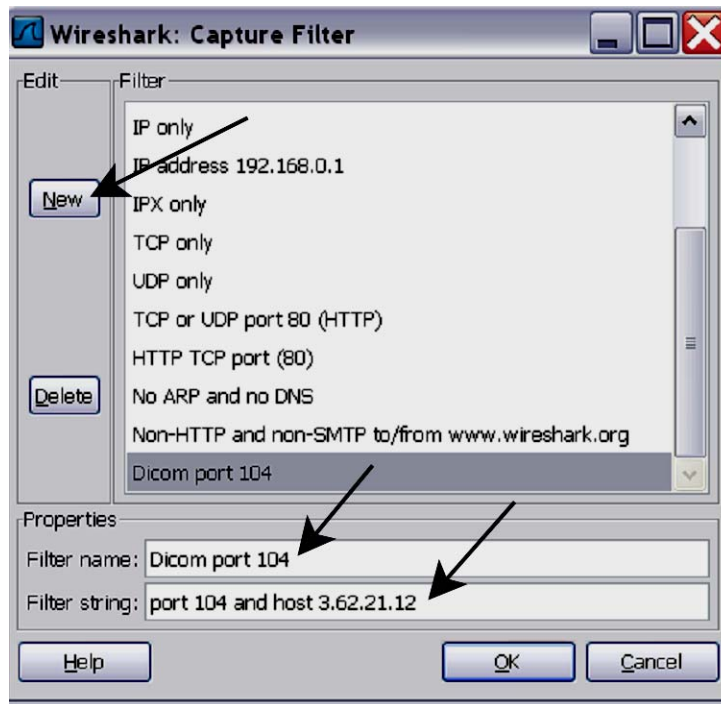 Wireshark: Capture Filter
Edit
Filter
IP only
IP address 192.168.0.1
New
IPX only
TCP only
UDP only
TCP or UDP port 80 (HTTP)
HTTP TCP port (80)
Delete
No ARP and no DNS
Non-HTTP and non-SMTP to/from www.wireshark.org
Dicom port 104
Properties
Filter name: Dicom port 104
Filter string: port 104 and host 3.62.21.12
Help
OK
Cancel